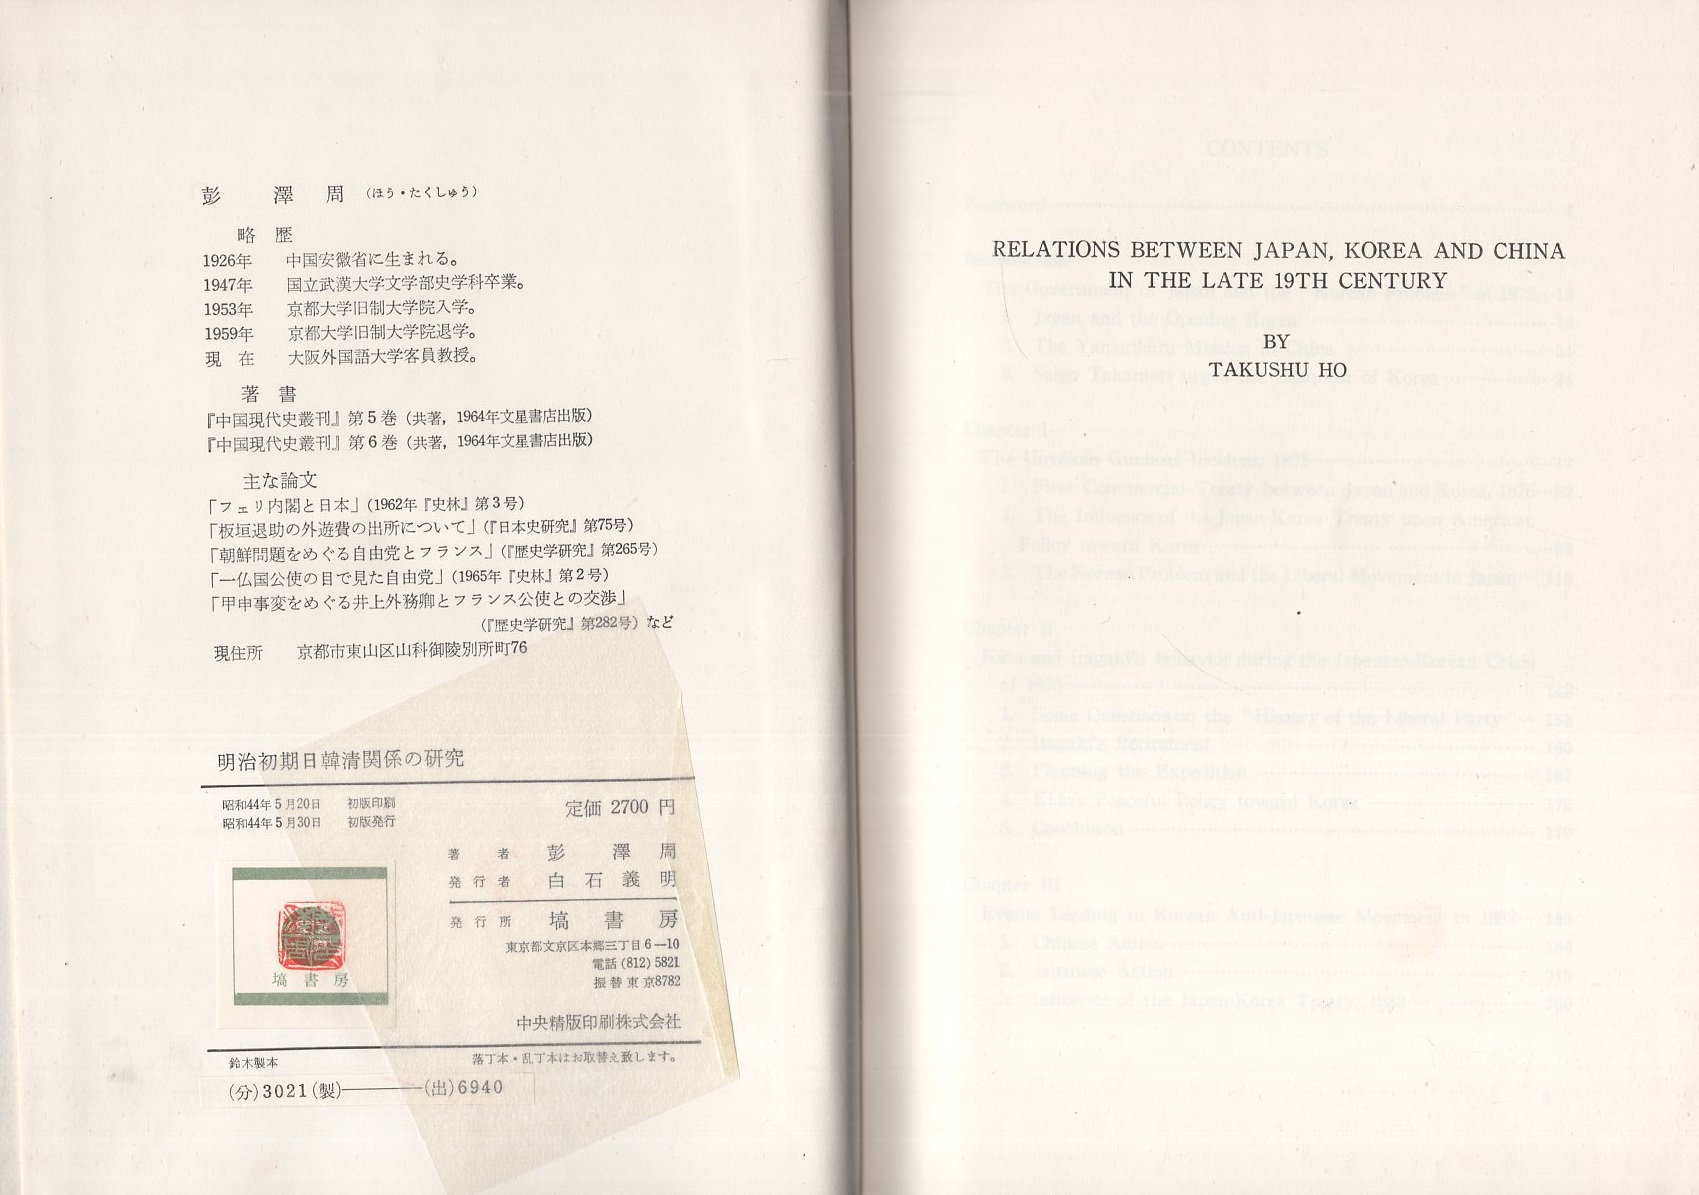 彭 澤 周 （ほう・たくしゅう）
略 歴
1926年 中国安徽省に生まれる。
1947年 国立武漢大学文学部史学科卒業。
1953年 京都大学旧制大学院入学。
1959年 京都大学旧制大学院退学。
現 在 大阪外国語大学客員教授。
著 書
『中国現代史叢刊』第5巻（共著，1964年文星書店出版）
『中国現代史叢刊』第6巻（共著，1964年文星書店出版）
主な論文
「フェリ内閣と日本」（1962年『史林』第3号）
「板垣退助の外遊費の出所について」（『日本史研究』第75号）
「朝鮮問題をめぐる自由党とフランス」（『歴史学研究』第265号）
「一仏国公使の目で見た自由党」（1965年『史林』第2号）
「甲申事変をめぐる井上外務卿とフランス公使との交渉」
（『歴史学研究』第282号）など
現住所 京都市東山区山科御陵別所町76
明治初期日韓清関係の研究
昭和44年5月20日 初版印刷
昭和44年5月30日 初版発行
定価 2700 円
著 者 彭 澤 周
発 行 者 白 石 義 明
発 行 所 塙 書 房
東京都文京区本郷三丁目6―10
電話（812）5821
振替東京8782
塙 書 房
中央精版印刷株式会社
鈴木製本
落丁本・乱丁本はお取替え致します。
（分）3021（製）――――（出）6940
RELATIONS BETWEEN JAPAN, KOREA AND CHINA
IN THE LATE 19TH CENTURY
BY
TAKUSHU HO